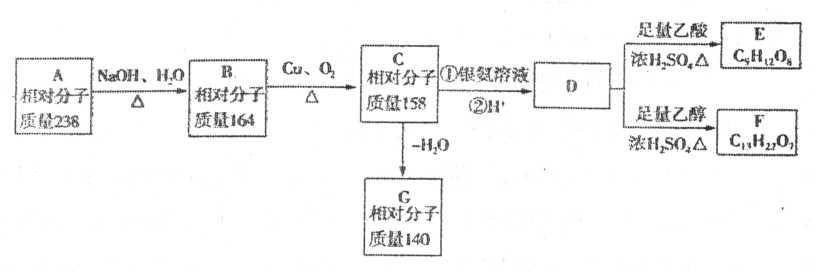 A
相对分子
质量238
NaOH、H₂O
△
B
相对分子
质量164
Cu、O₂
△
C
相对分子
质量158
①银氨溶液
②H⁺
D
足量乙酸
浓H₂SO₄△
E
C₉H₁₂O₈
足量乙醇
浓H₂SO₄△
F
C₁₃H₂₂O₇
-H₂O
G
相对分子
质量140